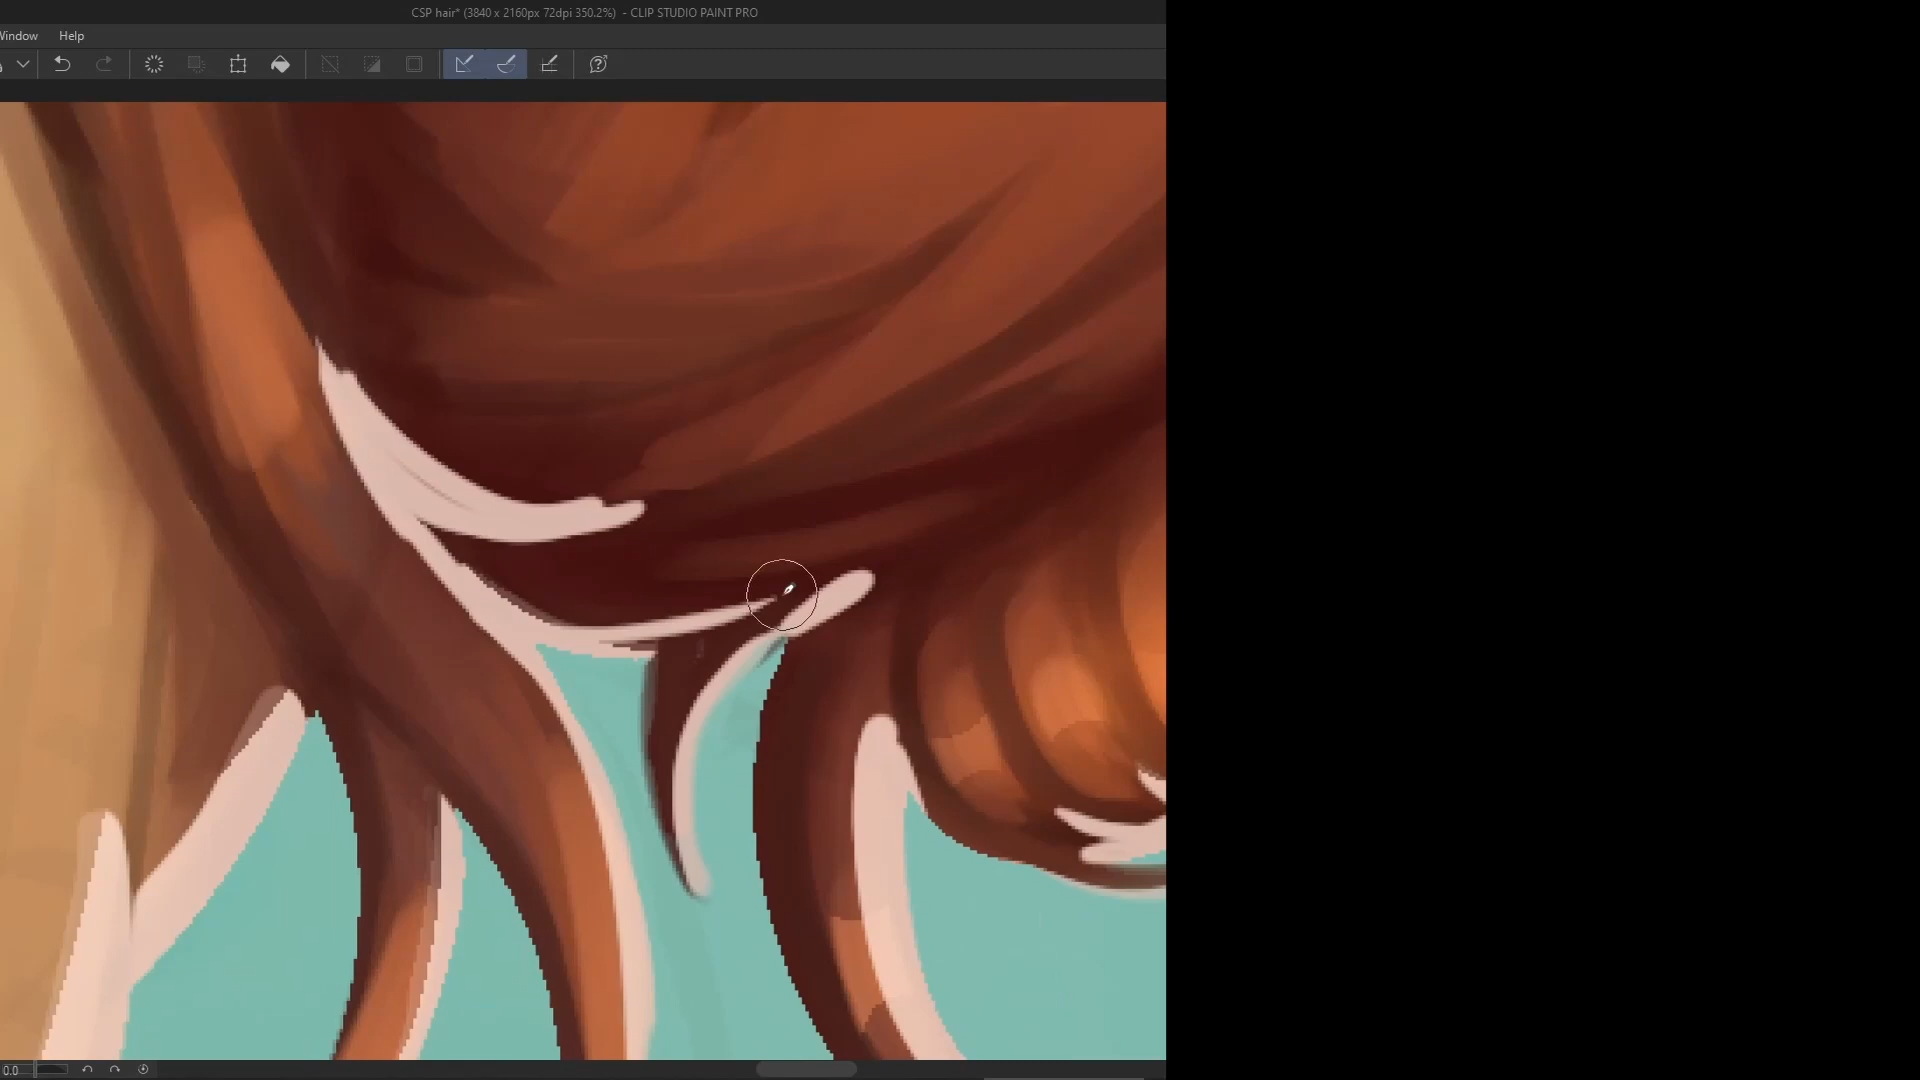 CSP hair* (3840 x 2160px 72dpi 350.2%) - CLIP STUDIO PAINT PRO
Window Help
0.0